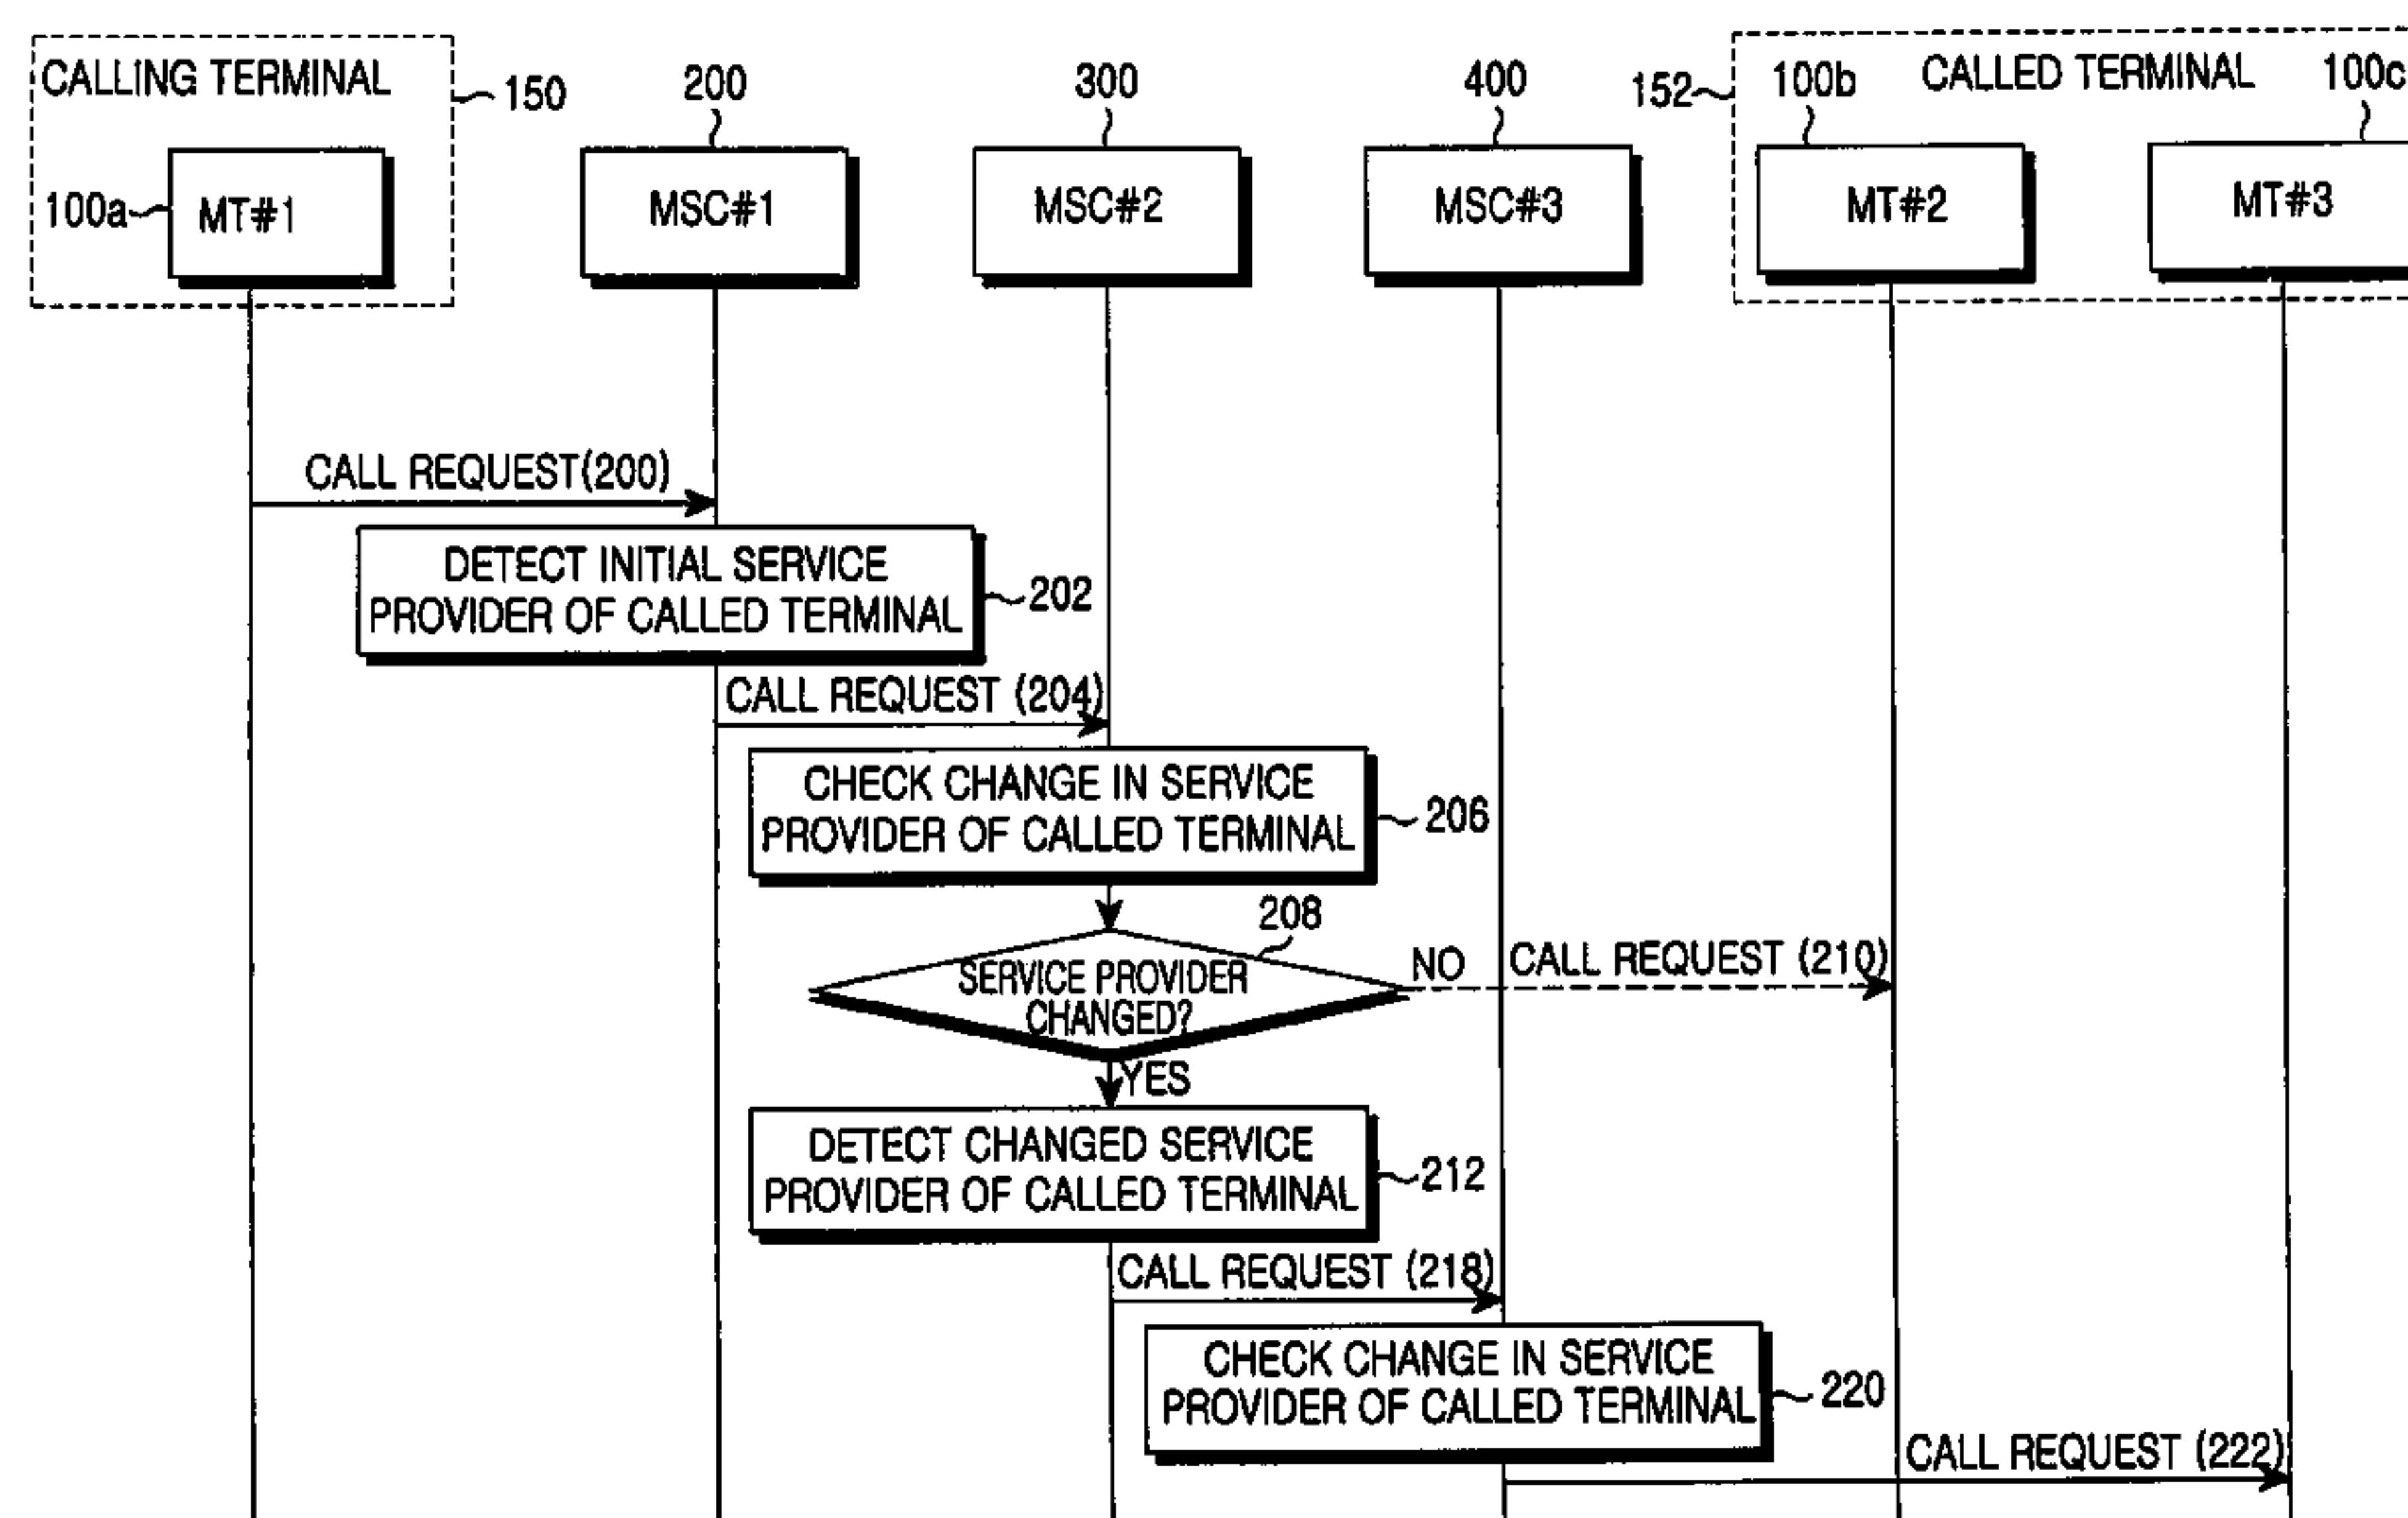 CALLING TERMINAL
150
200
300
400
152
100b
CALLED TERMINAL
100c
100a
MT#1
MSC#1
MSC#2
MSC#3
MT#2
MT#3
CALL REQUEST(200)
DETECT INITIAL SERVICE
PROVIDER OF CALLED TERMINAL
202
CALL REQUEST (204)
CHECK CHANGE IN SERVICE
PROVIDER OF CALLED TERMINAL
206
208
SERVICE PROVIDER
CHANGED?
NO
CALL REQUEST (210)
YES
DETECT CHANGED SERVICE
PROVIDER OF CALLED TERMINAL
212
CALL REQUEST (218)
CHECK CHANGE IN SERVICE
PROVIDER OF CALLED TERMINAL
220
CALL REQUEST (222)